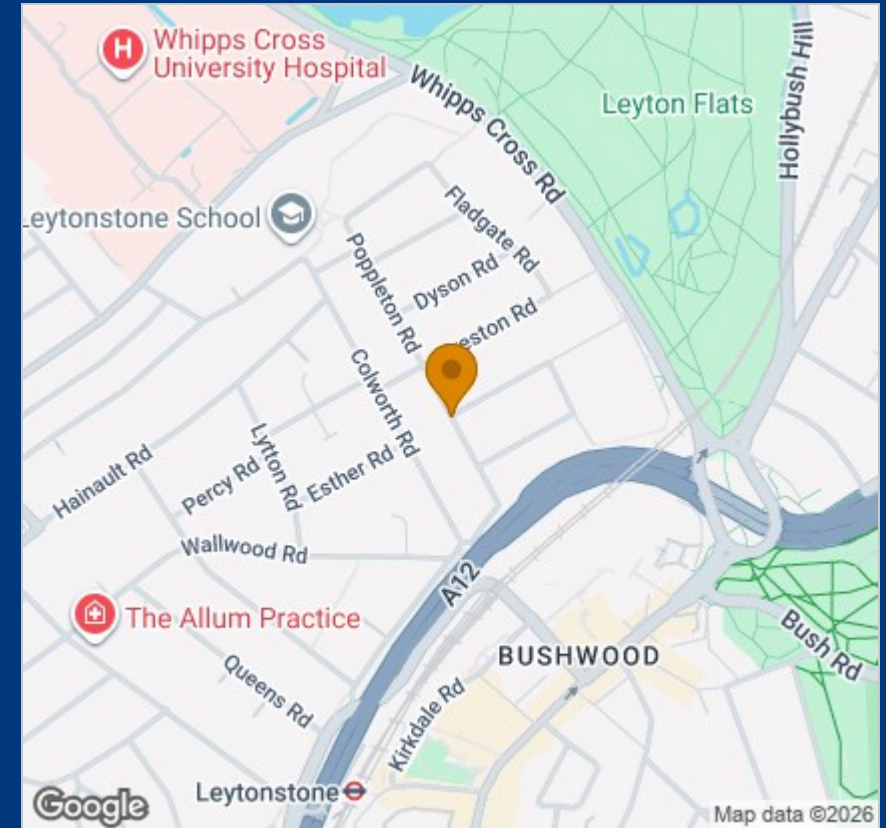 Whipps Cross
University Hospital
Whipps Cross Rd
Leyton Flats
Hollybush Hill
Leytonstone School
Fladgate Rd
Poppleton Rd
Dyson Rd
eston Rd
Colworth Rd
Lytton Rd
Hainault Rd
Percy Rd
Esther Rd
Wallwood Rd
A12
The Allum Practice
BUSHWOOD
Bush Rd
Queens Rd
Kirkdale Rd
Leytonstone
Google
Map data ©2026